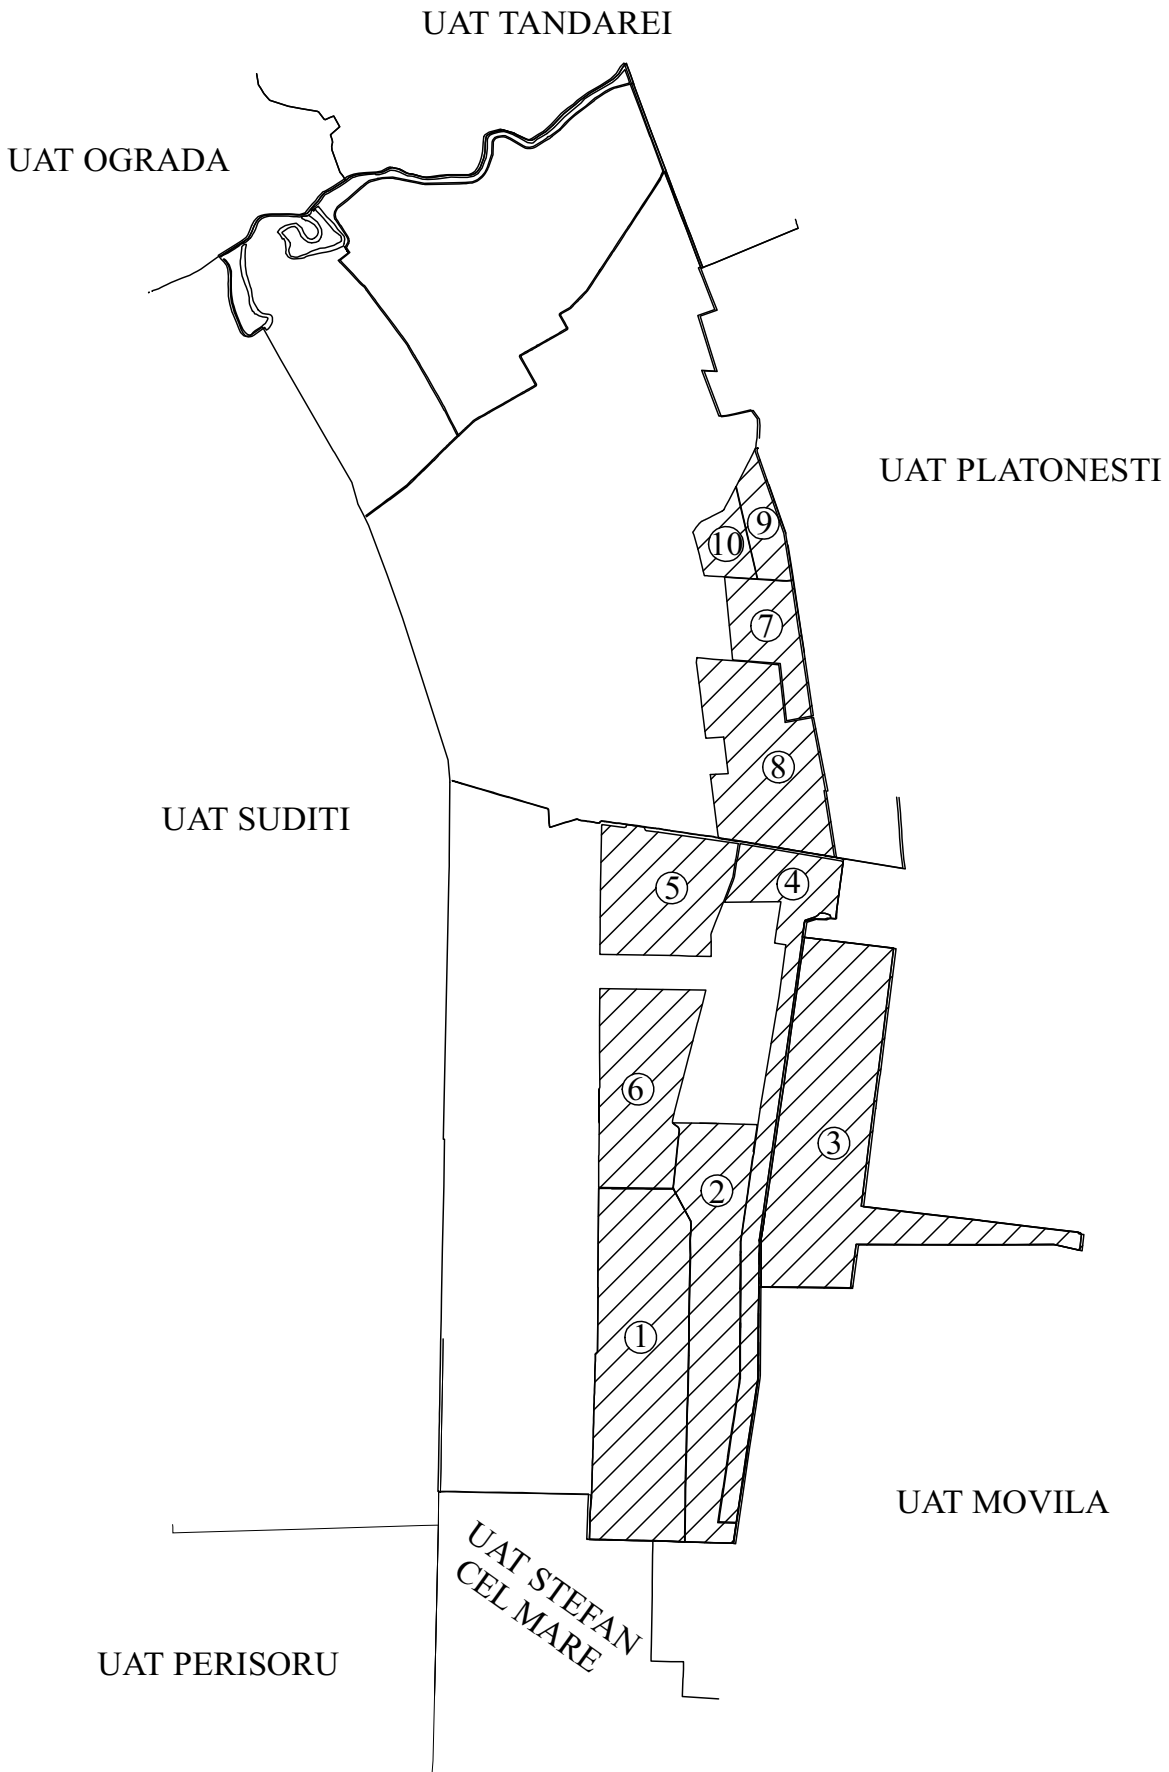 UAT TANDAREI
UAT OGRADA
UAT PLATONESTI
9
10
7
8
UAT SUDITI
5
4
6
3
2
1
UAT MOVILA
UAT STEFAN
CEL MARE
UAT PERISORU